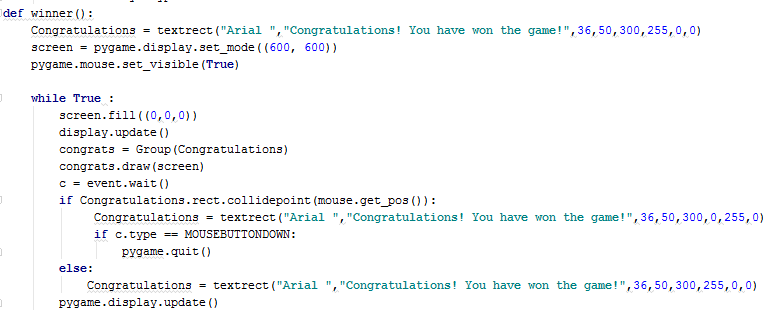 def winner():
    Congratulations = textrect("Arial ","Congratulations! You have won the game!",36,50,300,255,0,0)
    screen = pygame.display.set_mode((600, 600))
    pygame.mouse.set_visible(True)
    while True :
        screen.fill((0,0,0))
        display.update()
        congrats = Group(Congratulations)
        congrats.draw(screen)
        c = event.wait()
        if Congratulations.rect.collidepoint(mouse.get_pos()):
             Congratulations = textrect("Arial ","Congratulations! You have won the game!",36,50,300,0,255,0)
             if c.type == MOUSEBUTTONDOWN:
                 pygame.quit()
        else:
            Congratulations = textrect("Arial ","Congratulations! You have won the game!",36,50,300,255,0,0)
        pygame.display.update()